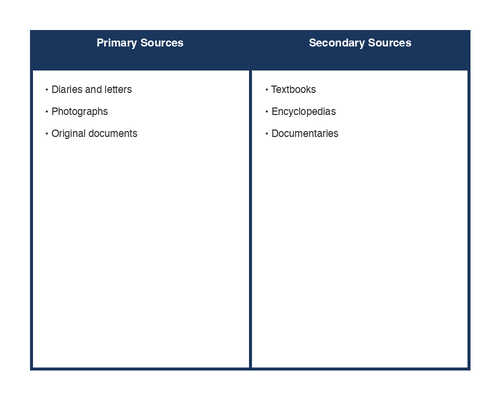 Primary Sources
Secondary Sources
• Diaries and letters
• Photographs
• Original documents
• Textbooks
• Encyclopedias
• Documentaries